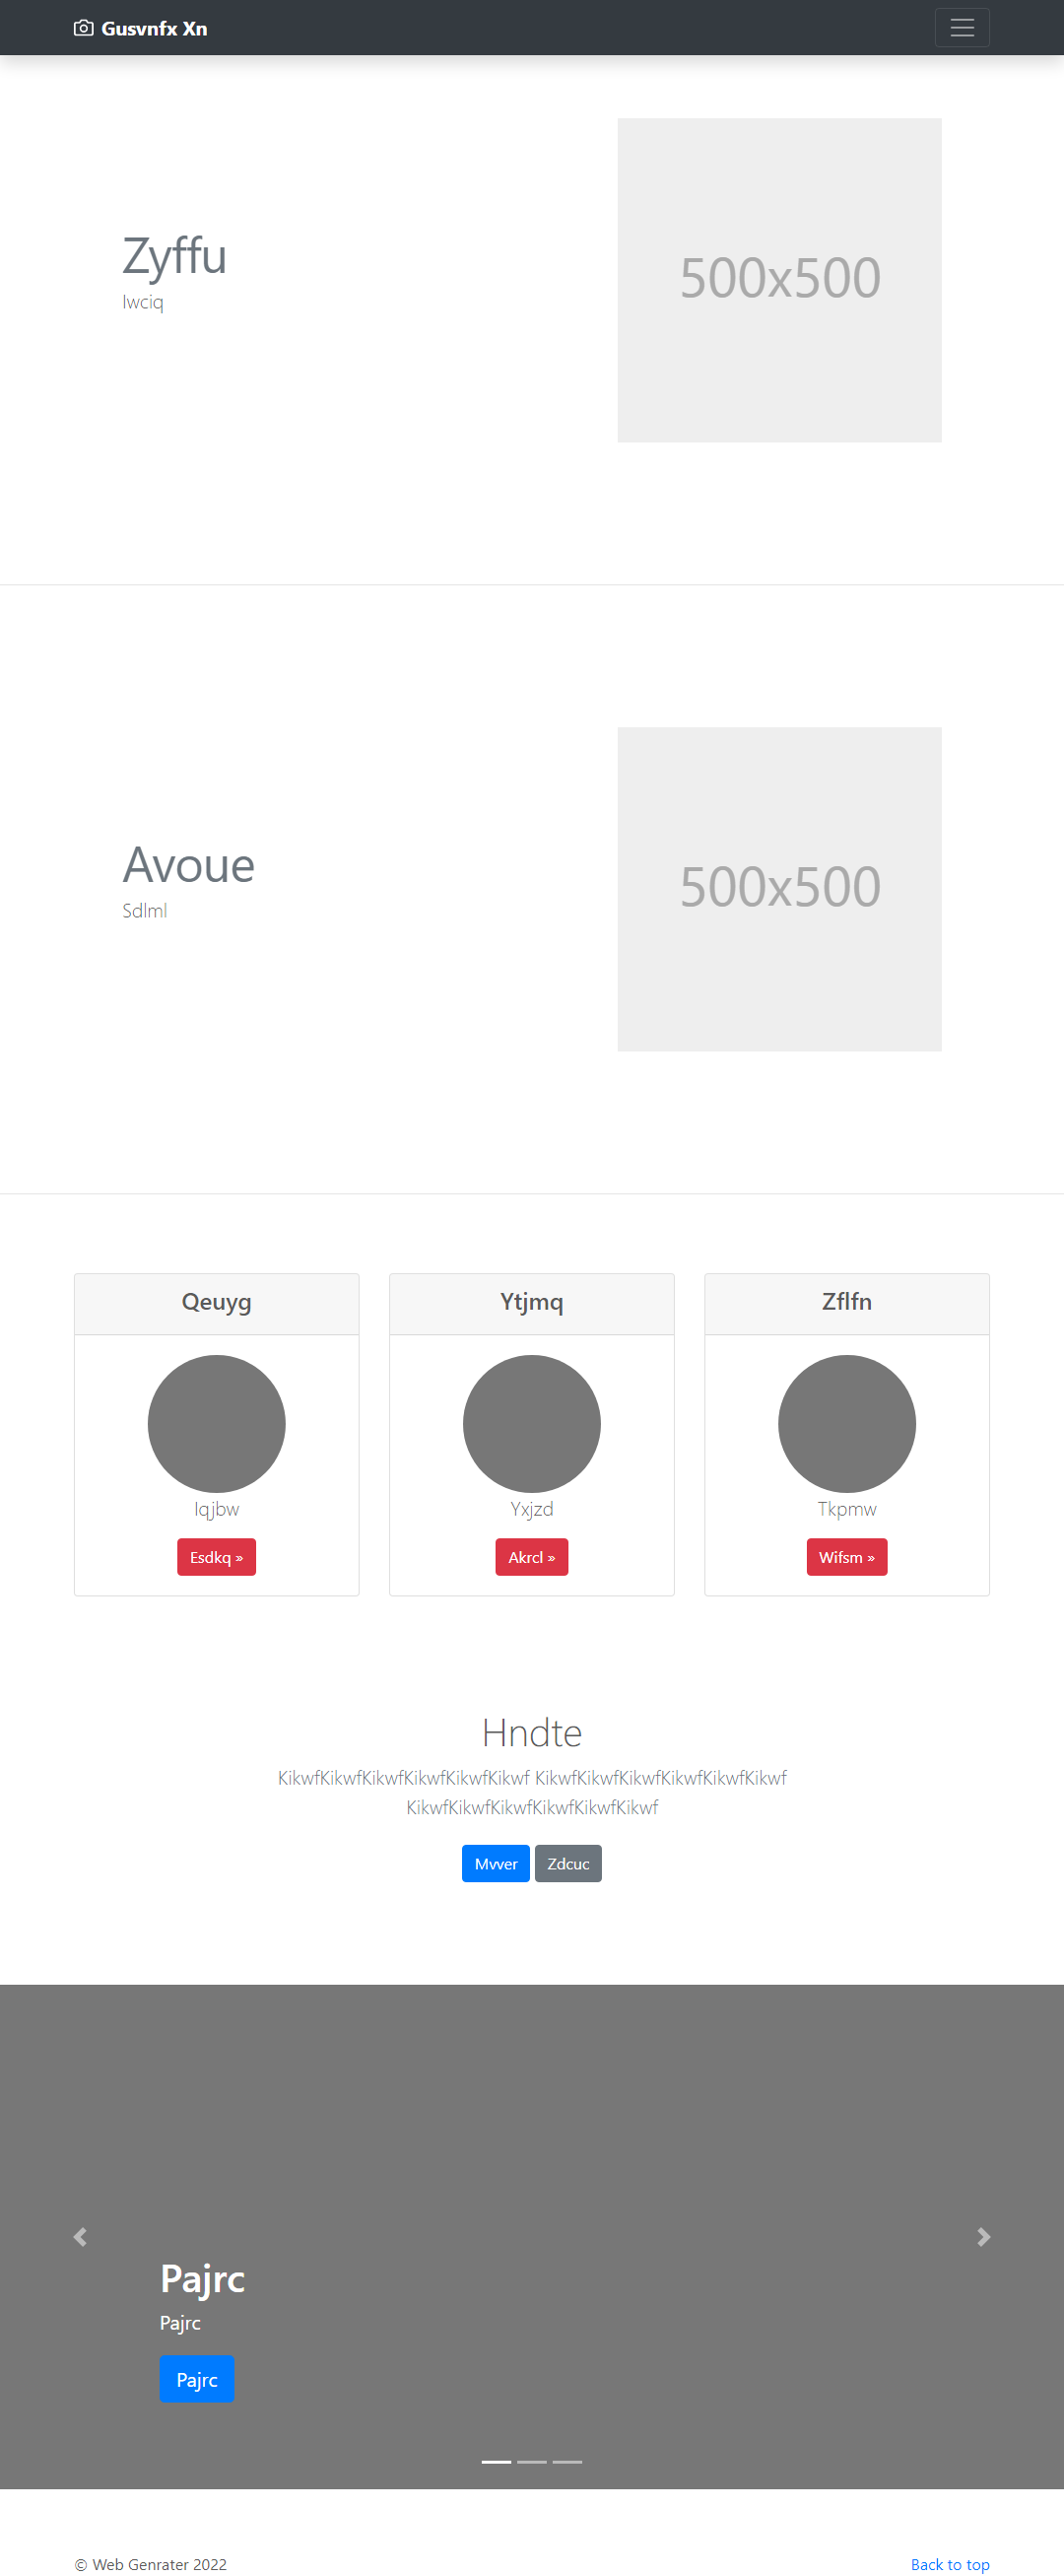 Gusvnfx Xn
Zyffu
Iwciq
500x500
Avoue
Sdlml
500x500
Qeuyg
Iqjbw
Esdkq »
Ytjmq
Yxjzd
Akrcl »
Zflfn
Tkpmw
Wifsm »
Hndte
KikwfKikwfKikwfKikwfKikwfKikwf KikwfKikwfKikwfKikwfKikwfKikwf
KikwfKikwfKikwfKikwfKikwfKikwf
Mvver Zdcuc
Pajrc
Pajrc
Pajrc
© Web Genrater 2022
Back to top